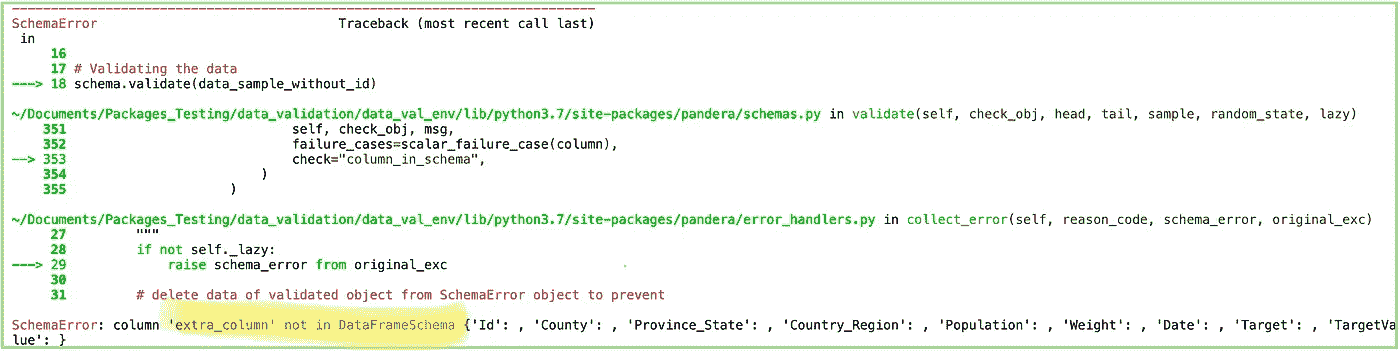 ---------------------------------------------------------------------------
SchemaError                               Traceback (most recent call last)
 in
     16
     17 # Validating the data
---> 18 schema.validate(data_sample_without_id)

~/Documents/Packages_Testing/data_validation/data_val_env/lib/python3.7/site-packages/pandera/schemas.py in validate(self, check_obj, head, tail, sample, random_state, lazy)
    351                             self, check_obj, msg,
    352                             failure_cases=scalar_failure_case(column),
--> 353                             check="column_in_schema",
    354                         )
    355                     )

~/Documents/Packages_Testing/data_validation/data_val_env/lib/python3.7/site-packages/pandera/error_handlers.py in collect_error(self, reason_code, schema_error, original_exc)
     27         """
     28         if not self._lazy:
---> 29             raise schema_error from original_exc
     30
     31         # delete data of validated object from SchemaError object to prevent

SchemaError: column 'extra_column' not in DataFrameSchema {'Id': , 'County': , 'Province_State': , 'Country_Region': , 'Population': , 'Weight': , 'Date': , 'Target': , 'TargetVa
lue': }